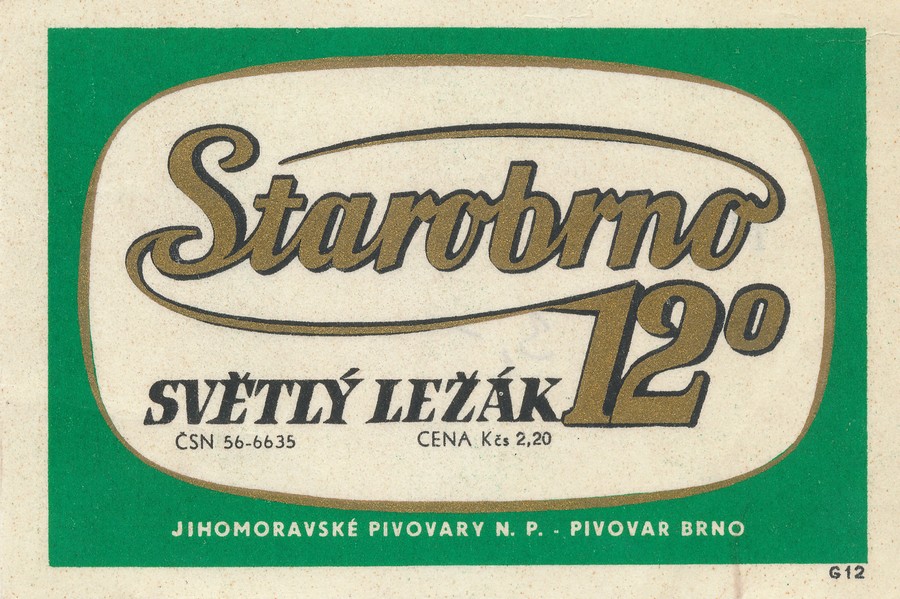 Starobrno
12°
SVĚTLÝ LEŽÁK
ČSN 56-6635 CENA Kčs 2,20
JIHOMORAVSKÉ PIVOVARY N. P. - PIVOVAR BRNO
G12